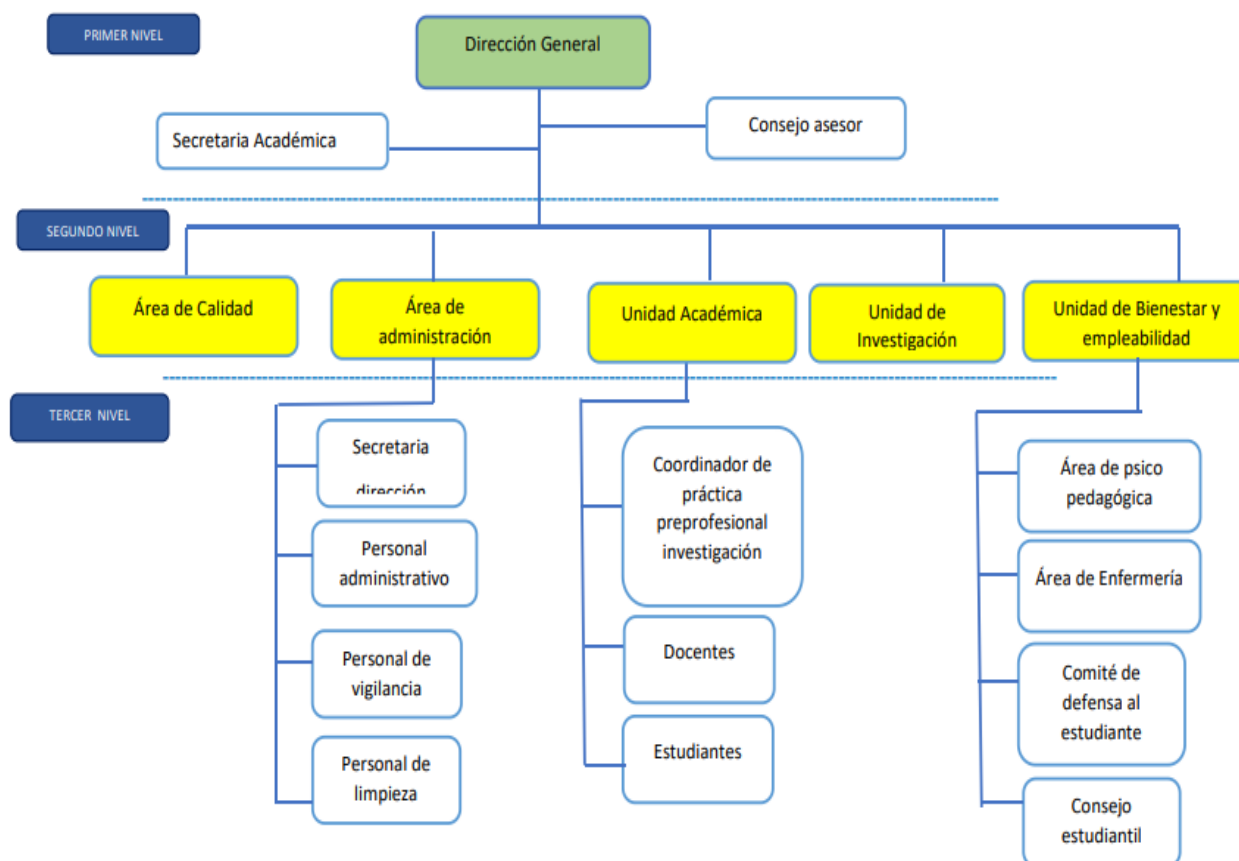 PRIMER NIVEL
Dirección General
Secretaria Académica
Consejo asesor
SEGUNDO NIVEL
Área de Calidad
Área de
administración
Unidad Académica
Unidad de
Investigación
Unidad de Bienestar y
empleabilidad
TERCER NIVEL
Secretaria
dirección
Personal
administrativo
Personal de
vigilancia
Personal de
limpieza
Coordinador de
práctica
preprofesional
investigación
Docentes
Estudiantes
Área de psico
pedagógica
Área de Enfermería
Comité de
defensa al
estudiante
Consejo
estudiantil